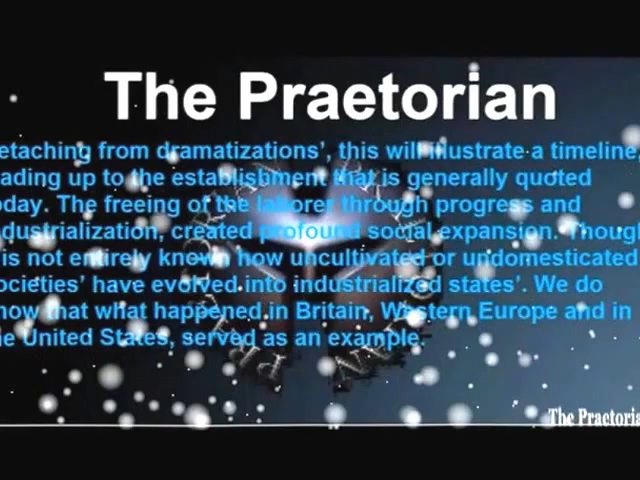 The Praetorian
etaching from dramatizations', this will illustrate a timeline,
ading up to the establishment that is generally quoted
oday. The freeing of the laborer through progress and
dustrialization, created profound social expansion. Though
is not entirely known how uncultivated or undomesticated
ocieties' have evolved into industrialized states'. We do
now that what happened in Britain, Western Europe and in
he United States, served as an example.
The Praetoria